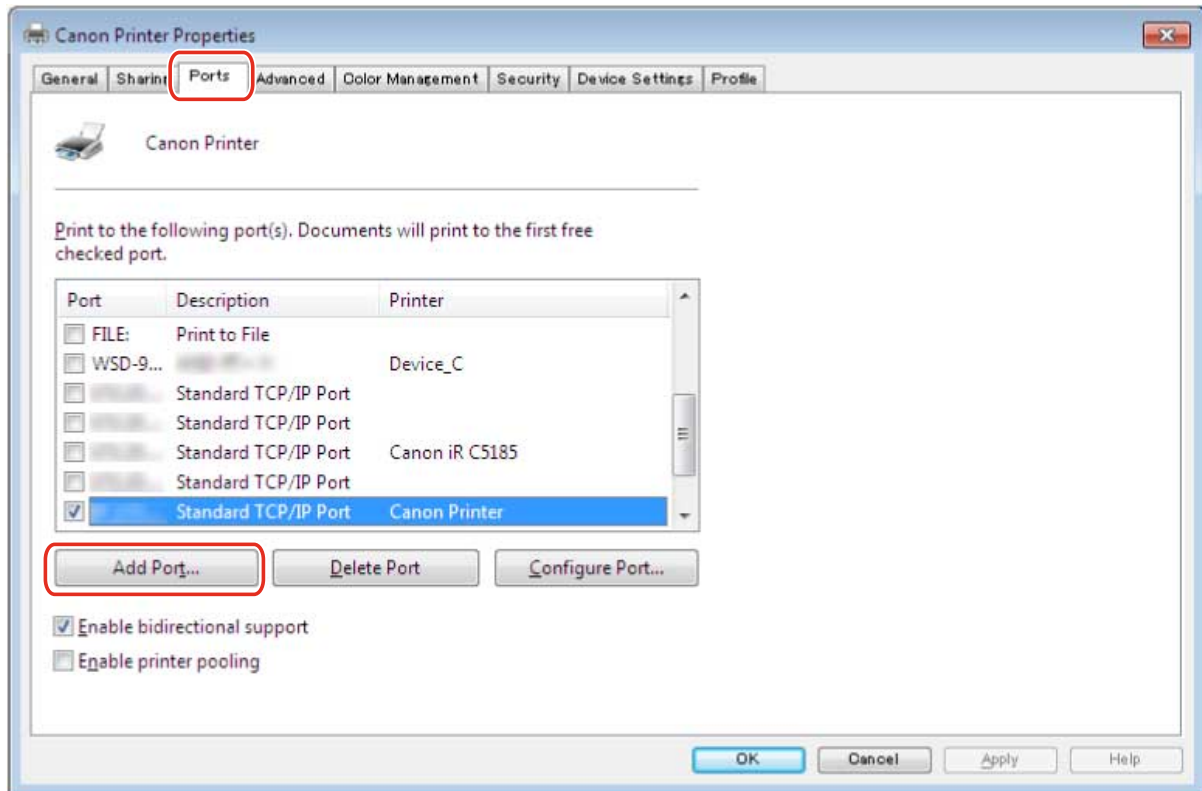 Canon Printer Properties
General Sharing Ports Advanced Color Management Security Device Settings Profile
Canon Printer
Print to the following port(s). Documents will print to the first free
checked port.
Port Description Printer
FILE: Print to File
WSD-9... Device_C
Standard TCP/IP Port
Standard TCP/IP Port
Standard TCP/IP Port Canon iR C5185
Standard TCP/IP Port
Standard TCP/IP Port Canon Printer
Add Port... Delete Port Configure Port...
Enable bidirectional support
Enable printer pooling
OK Cancel Apply Help